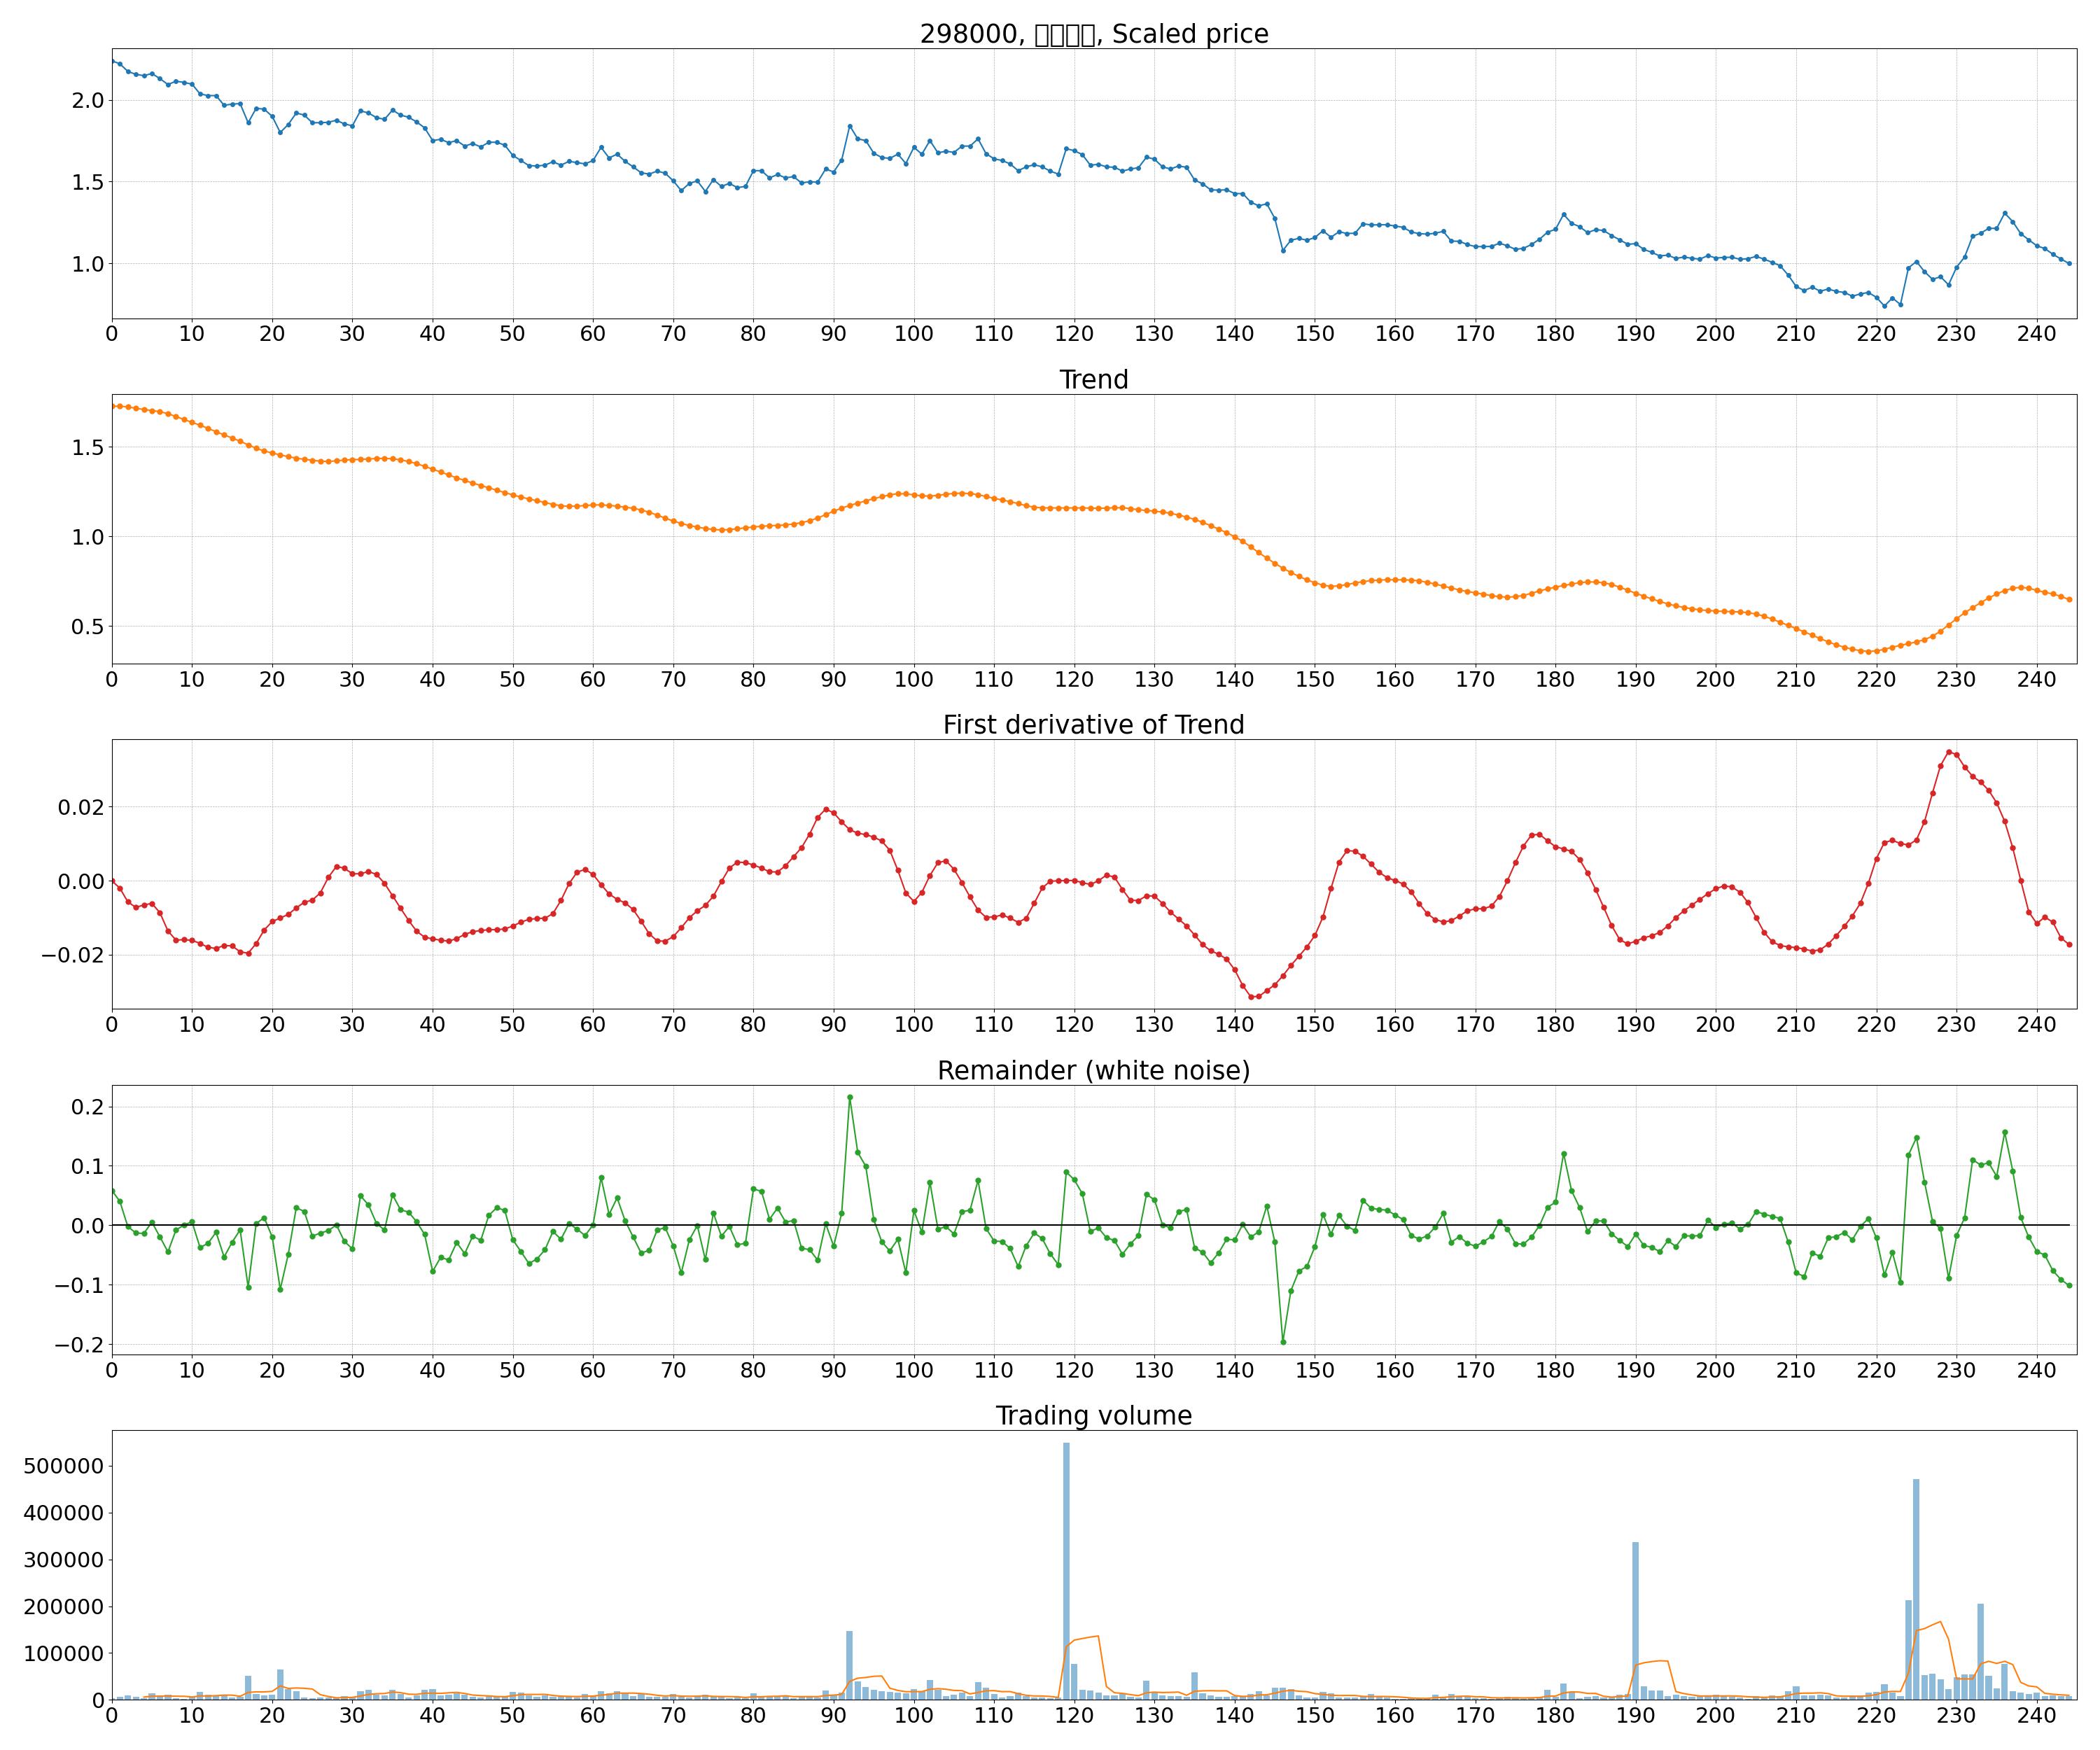 298000, , Scaled price
2.0
1.5
1.0
0 10 20 30 40 50 60 70 80 90 100 110 120 130 140 150 160 170 180 190 200 210 220 230 240
Trend
1.5
1.0
0.5
0 10 20 30 40 50 60 70 80 90 100 110 120 130 140 150 160 170 180 190 200 210 220 230 240
First derivative of Trend
0.02
0.00
−0.02
0 10 20 30 40 50 60 70 80 90 100 110 120 130 140 150 160 170 180 190 200 210 220 230 240
Remainder (white noise)
0.2
0.1
0.0
−0.1
−0.2
0 10 20 30 40 50 60 70 80 90 100 110 120 130 140 150 160 170 180 190 200 210 220 230 240
Trading volume
500000
400000
300000
200000
100000
0
0 10 20 30 40 50 60 70 80 90 100 110 120 130 140 150 160 170 180 190 200 210 220 230 240